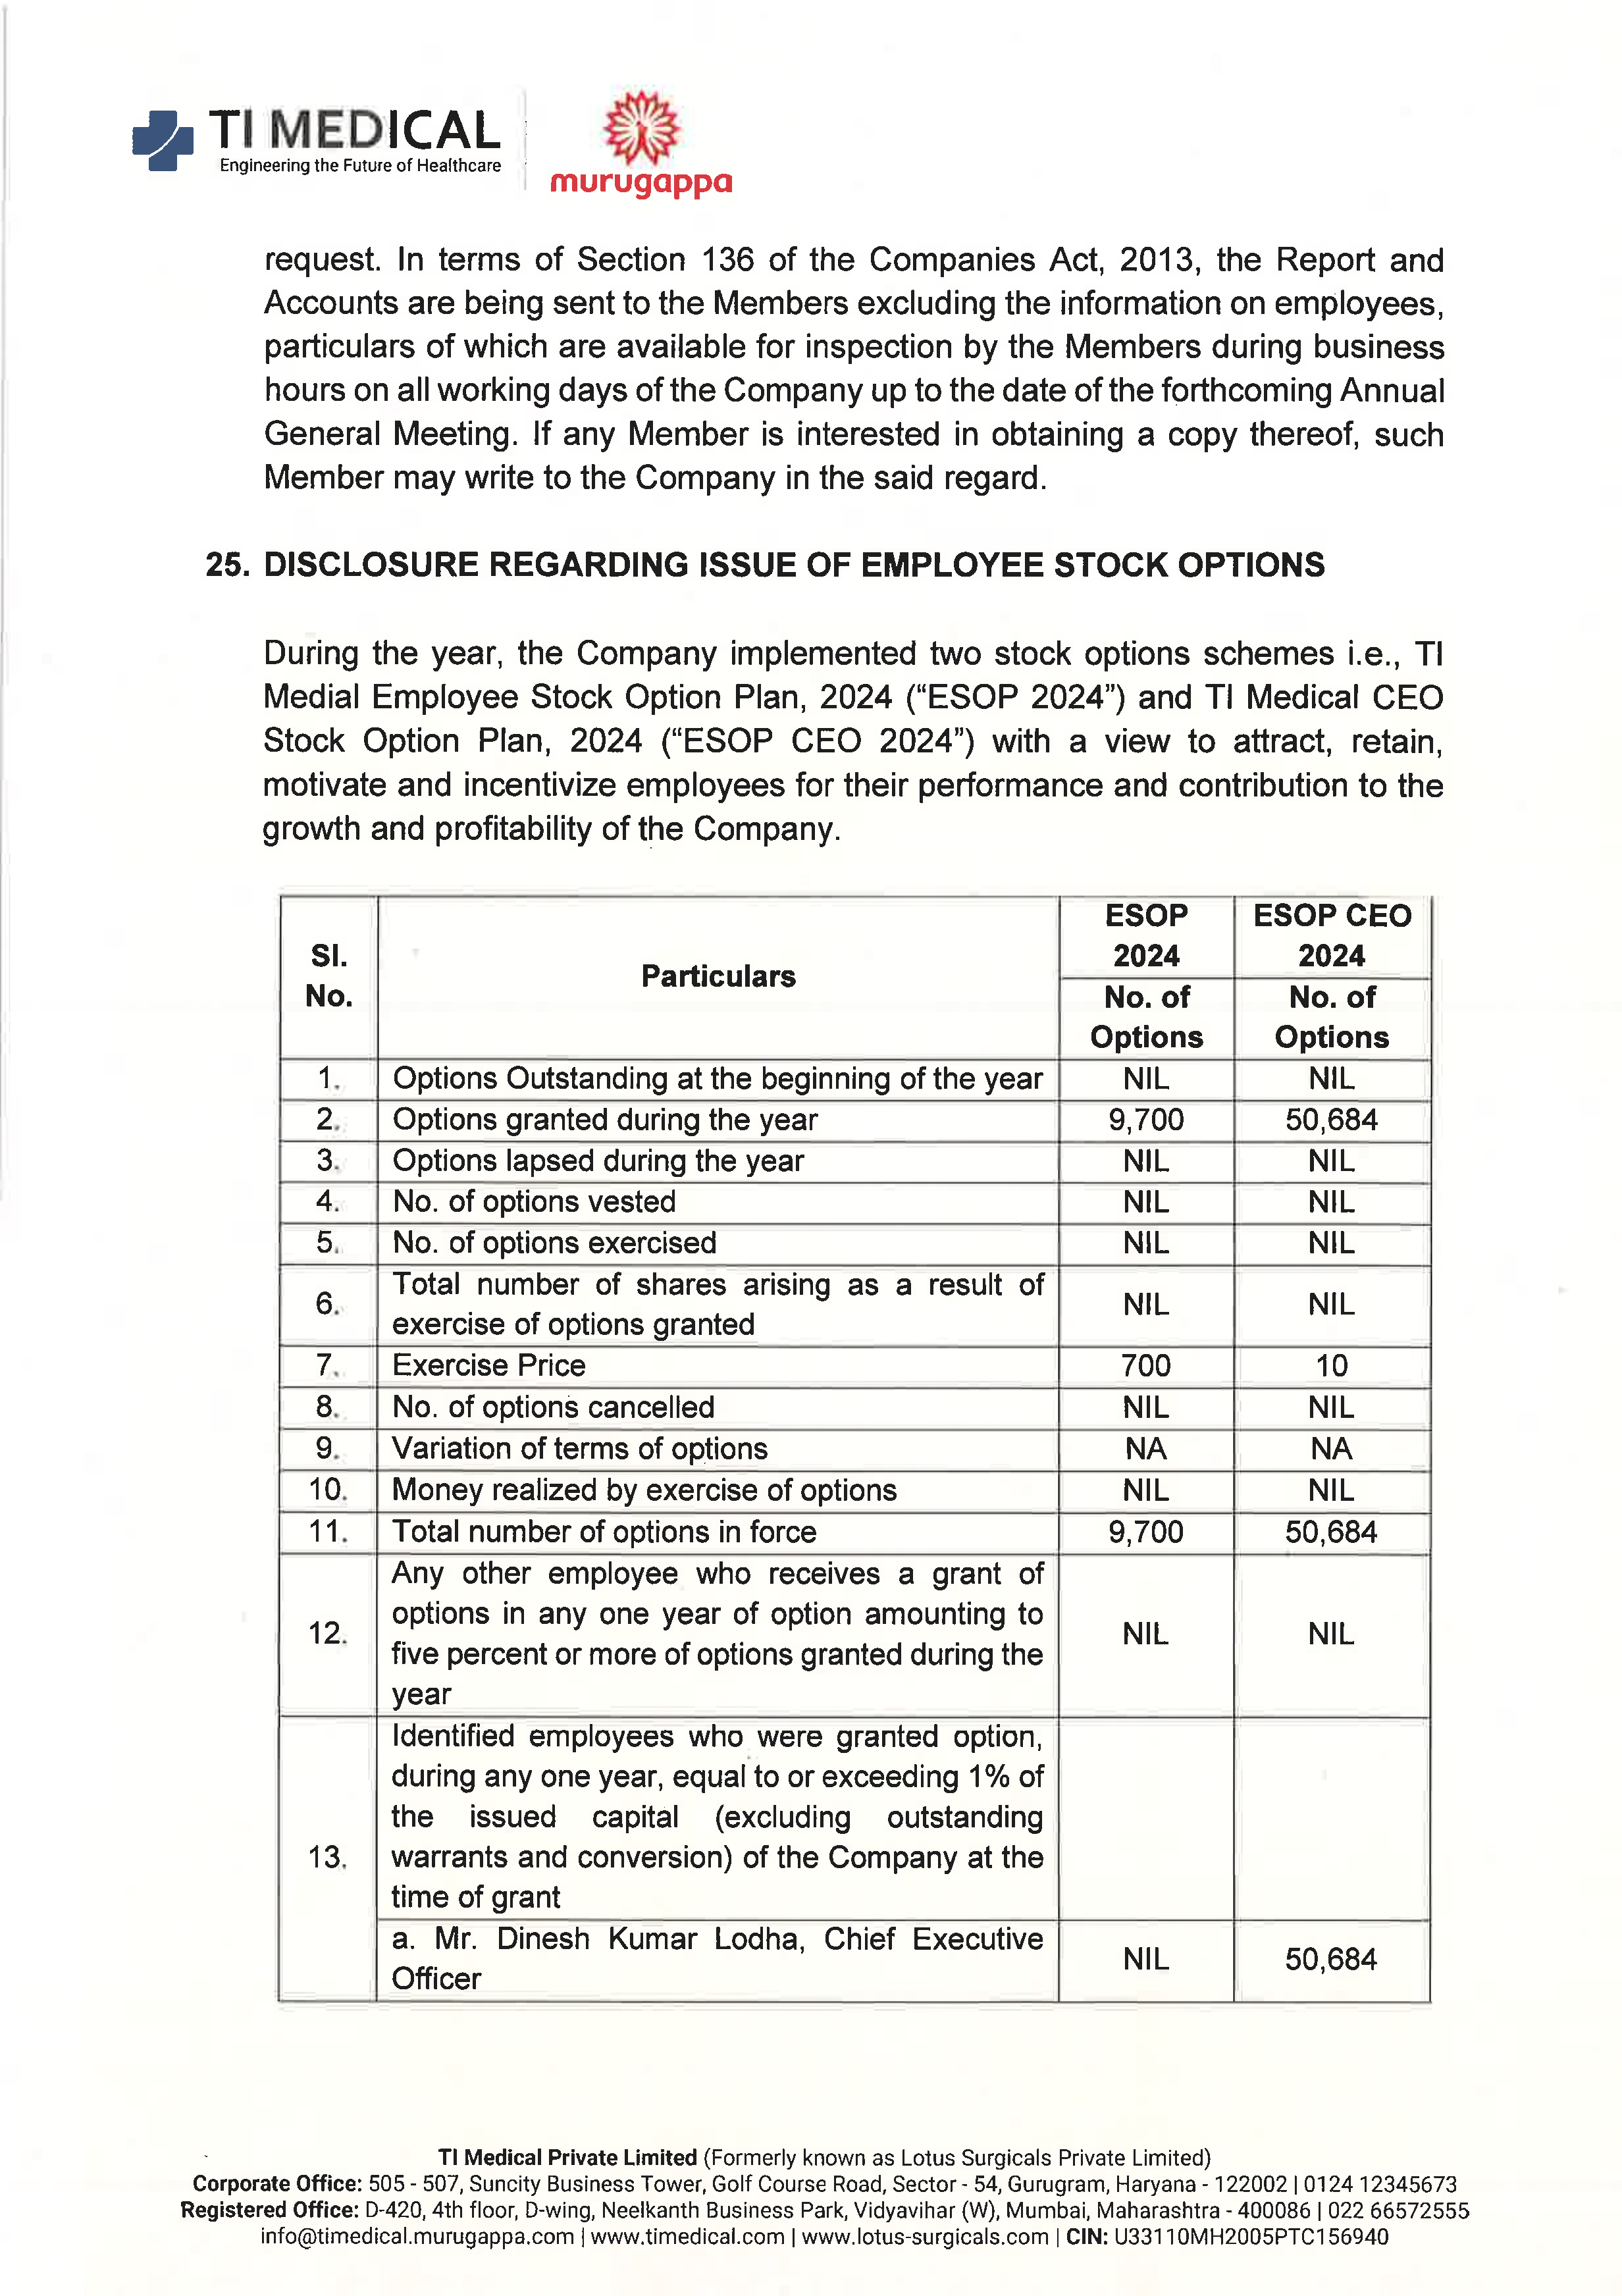 TI MEDICAL
Engineering the Future of Healthcare
murugappa
request. In terms of Section 136 of the Companies Act, 2013, the Report and
Accounts are being sent to the Members excluding the information on employees,
particulars of which are available for inspection by the Members during business
hours on all working days of the Company up to the date of the forthcoming Annual
General Meeting. If any Member is interested in obtaining a copy thereof, such
Member may write to the Company in the said regard.
25. DISCLOSURE REGARDING ISSUE OF EMPLOYEE STOCK OPTIONS
During the year, the Company implemented two stock options schemes i.e., TI
Medial Employee Stock Option Plan, 2024 (“ESOP 2024”) and TI Medical CEO
Stock Option Plan, 2024 (“ESOP CEO 2024”) with a view to attract, retain,
motivate and incentivize employees for their performance and contribution to the
growth and profitability of the Company.
Sl. No. Particulars ESOP 2024 ESOP CEO 2024
No. of Options No. of Options
1. Options Outstanding at the beginning of the year NIL NIL
2. Options granted during the year 9,700 50,684
3. Options lapsed during the year NIL NIL
4. No. of options vested NIL NIL
5. No. of options exercised NIL NIL
6. Total number of shares arising as a result of
exercise of options granted NIL NIL
7. Exercise Price 700 10
8. No. of options cancelled NIL NIL
9. Variation of terms of options NA NA
10. Money realized by exercise of options NIL NIL
11. Total number of options in force 9,700 50,684
12. Any other employee who receives a grant of
options in any one year of option amounting to
five percent or more of options granted during the
year NIL NIL
13. Identified employees who were granted option,
during any one year, equal to or exceeding 1% of
the issued capital (excluding outstanding
warrants and conversion) of the Company at the
time of grant
a. Mr. Dinesh Kumar Lodha, Chief Executive
Officer NIL 50,684
TI Medical Private Limited (Formerly known as Lotus Surgicals Private Limited)
Corporate Office: 505 - 507, Suncity Business Tower, Golf Course Road, Sector - 54, Gurugram, Haryana - 122002 | 0124 12345673
Registered Office: D-420, 4th floor, D-wing, Neelkanth Business Park, Vidyavihar (W), Mumbai, Maharashtra - 400086 | 022 66572555
info@timedical.murugappa.com | www.timedical.com | www.lotus-surgicals.com | CIN: U33110MH2005PTC156940